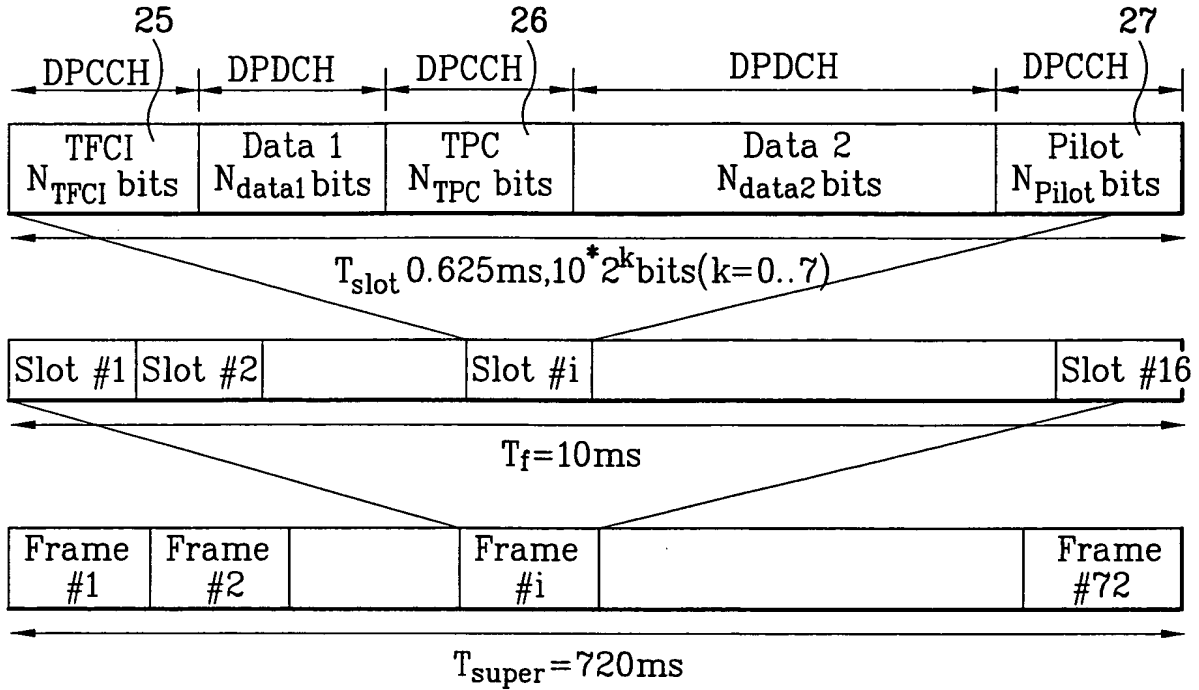 25 26 27
DPCCH DPDCH DPCCH DPDCH DPCCH
TFCI Data 1 TPC Data 2 Pilot
N_TFCI bits N_data1 bits N_TPC bits N_data2 bits N_Pilot bits
T_slot 0.625ms,10*2^k bits(k=0..7)
Slot #1 Slot #2 Slot #i Slot #16
T_f=10ms
Frame Frame Frame Frame
#1 #2 #i #72
T_super=720ms